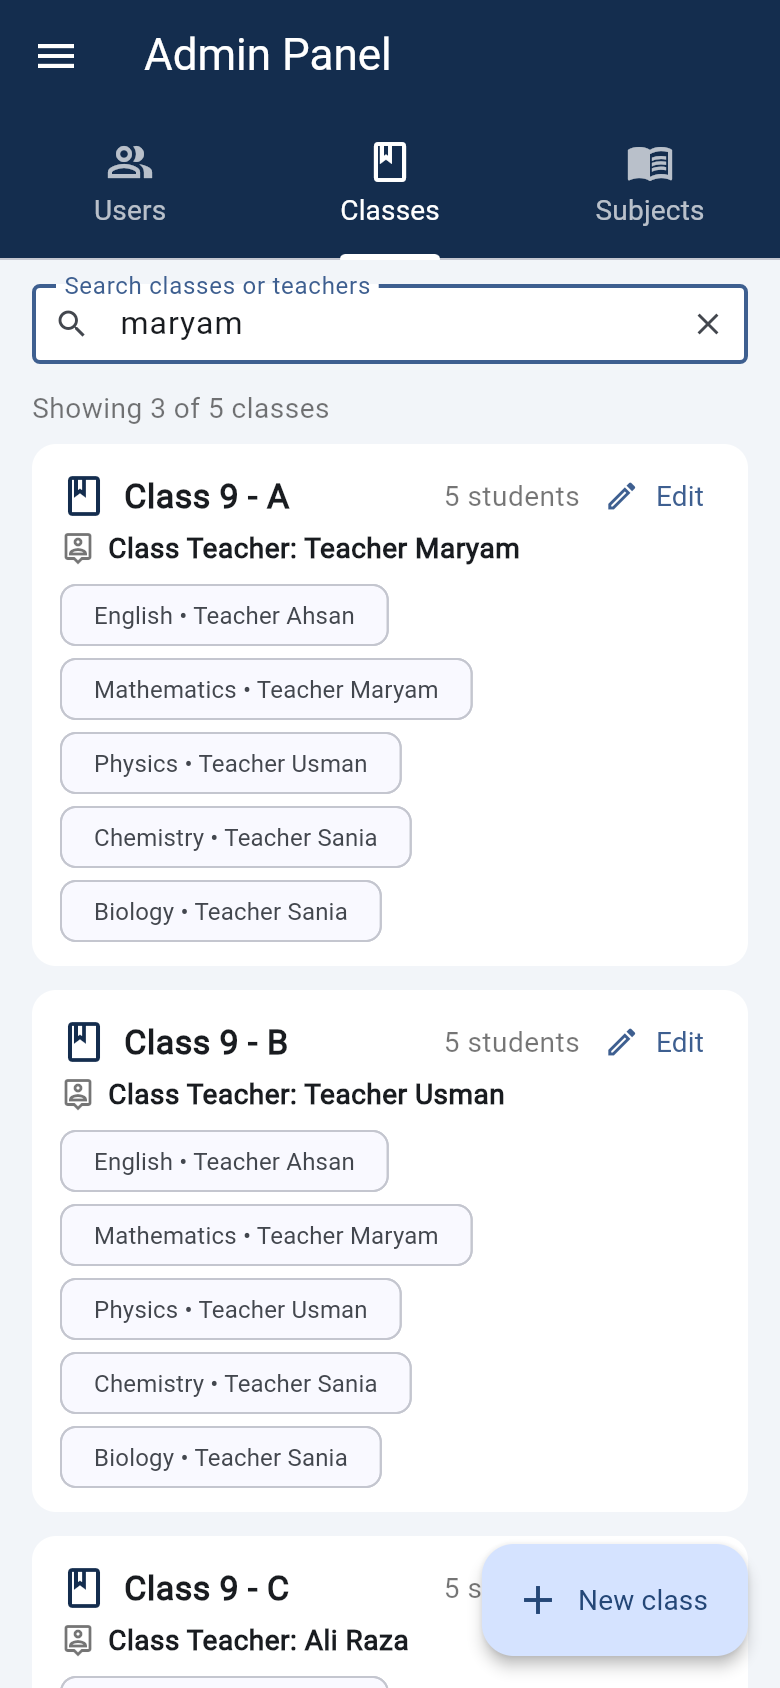 Admin Panel
Users
Classes
Subjects
Search classes or teachers
maryam
Showing 3 of 5 classes
Class 9 - A
5 students
Edit
Class Teacher: Teacher Maryam
English • Teacher Ahsan
Mathematics • Teacher Maryam
Physics • Teacher Usman
Chemistry • Teacher Sania
Biology • Teacher Sania
Class 9 - B
5 students
Edit
Class Teacher: Teacher Usman
English • Teacher Ahsan
Mathematics • Teacher Maryam
Physics • Teacher Usman
Chemistry • Teacher Sania
Biology • Teacher Sania
Class 9 - C
5 s
New class
Class Teacher: Ali Raza